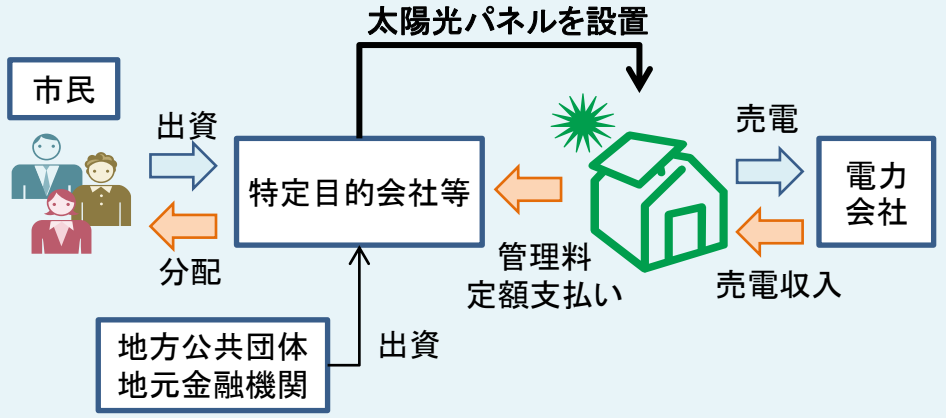 太陽光パネルを設置
市民
出資
特定目的会社等
分配
売電
電力
会社
管理料
定額支払い
売電収入
地方公共団体
地元金融機関
出資